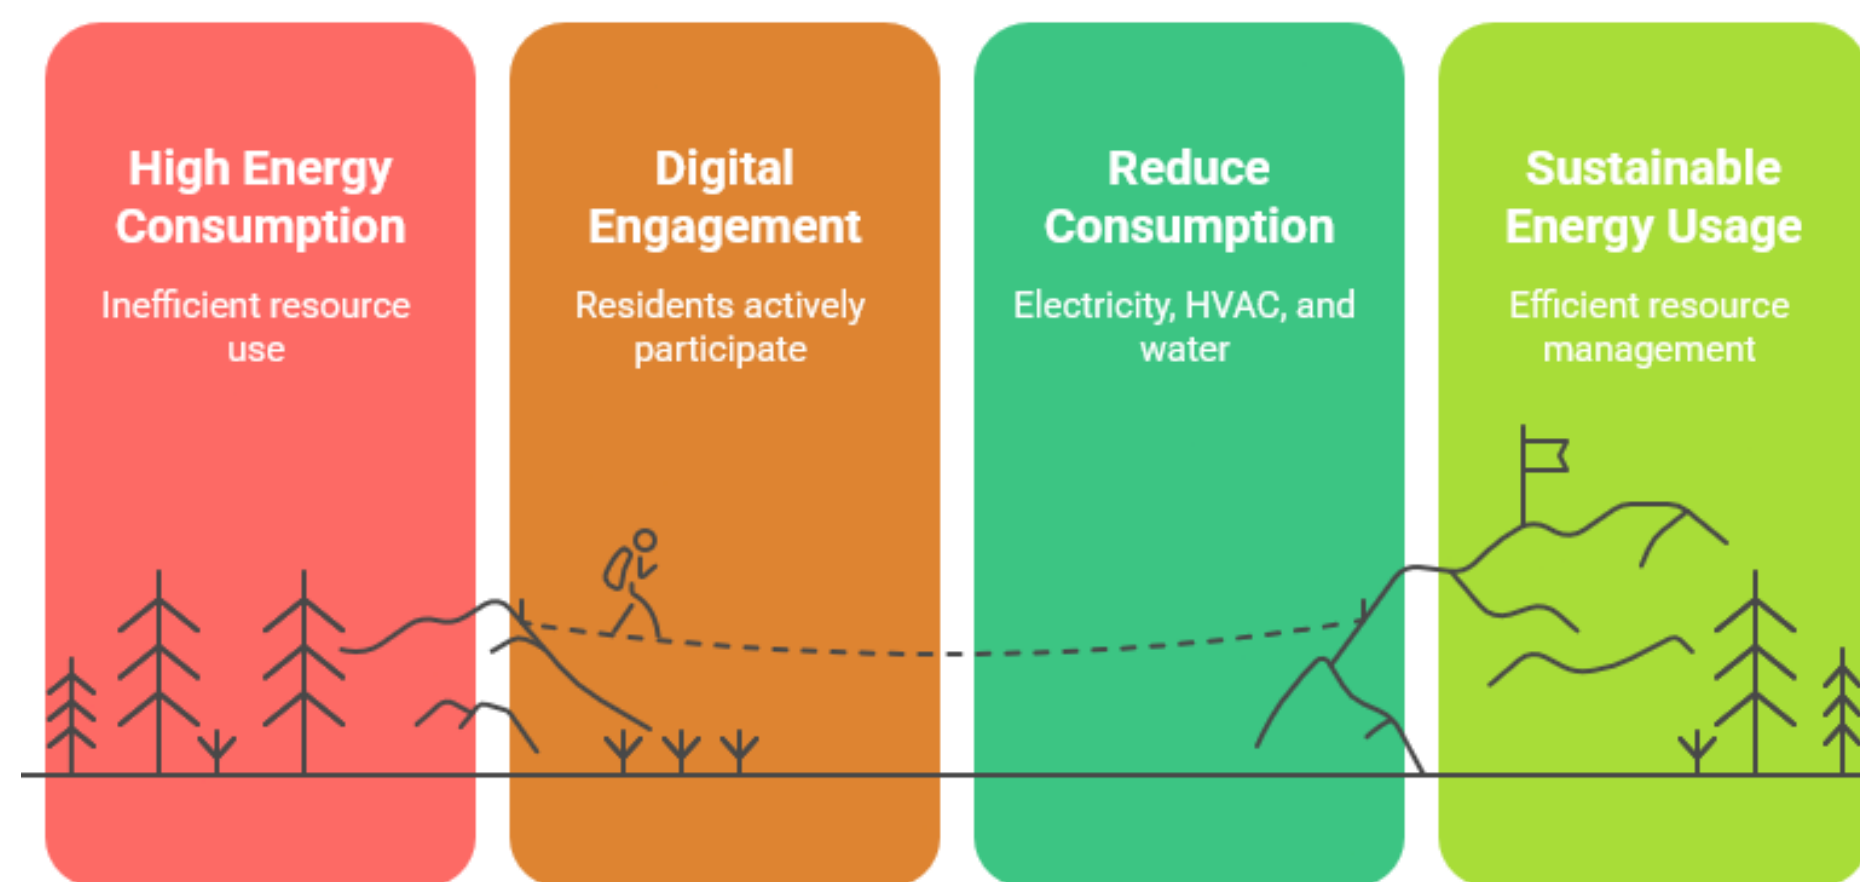 High Energy
Consumption
Inefficient resource
use
Digital
Engagement
Residents actively
participate
Reduce
Consumption
Electricity, HVAC, and
water
Sustainable
Energy Usage
Efficient resource
management